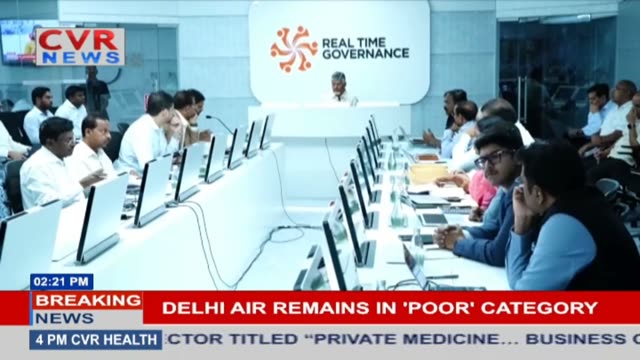 CVR
NEWS
REAL TIME
GOVERNANCE
02:21 PM
BREAKING
NEWS
DELHI AIR REMAINS IN 'POOR' CATEGORY
4 PM CVR HEALTH
ECTOR TITLED “PRIVATE MEDICINE... BUSINESS O